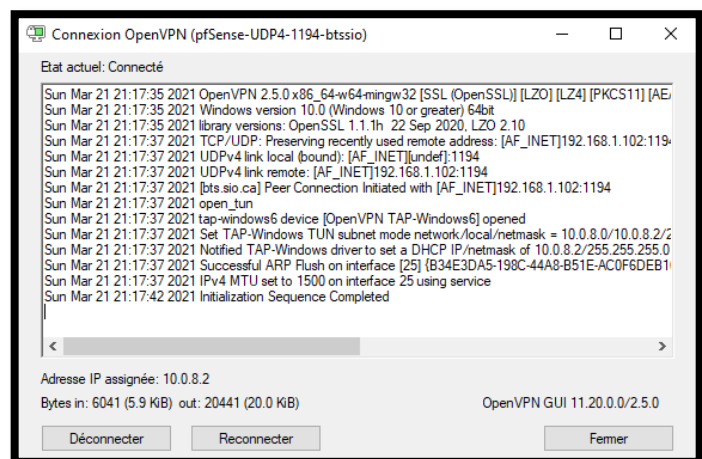 Connexion OpenVPN (pfSense-UDP4-1194-btssio)
Etat actuel: Connecté
Sun Mar 21 21:17:35 2021 OpenVPN 2.5.0 x86_64-w64-mingw32 [SSL (OpenSSL)] [LZO] [LZ4] [PKCS11] [AE
Sun Mar 21 21:17:35 2021 Windows version 10.0 (Windows 10 or greater) 64bit
Sun Mar 21 21:17:35 2021 library versions: OpenSSL 1.1.1h 22 Sep 2020, LZO 2.10
Sun Mar 21 21:17:37 2021 TCP/UDP: Preserving recently used remote address: [AF_INET]192.168.1.102:1194
Sun Mar 21 21:17:37 2021 UDPv4 link local (bound): [AF_INET][undef]:1194
Sun Mar 21 21:17:37 2021 UDPv4 link remote: [AF_INET]192.168.1.102:1194
Sun Mar 21 21:17:37 2021 [bts.sio.ca] Peer Connection Initiated with [AF_INET]192.168.1.102:1194
Sun Mar 21 21:17:37 2021 open_tun
Sun Mar 21 21:17:37 2021 tap-windows6 device [OpenVPN TAP-Windows6] opened
Sun Mar 21 21:17:37 2021 Set TAP-Windows TUN subnet mode network/local/netmask = 10.0.8.0/10.0.8.2/2
Sun Mar 21 21:17:37 2021 Notified TAP-Windows driver to set a DHCP IP/netmask of 10.0.8.2/255.255.255.0
Sun Mar 21 21:17:37 2021 Successful ARP Flush on interface [25] {B34E3DA5-198C-44A8-B51E-AC0F6DEB1
Sun Mar 21 21:17:37 2021 IPv4 MTU set to 1500 on interface 25 using service
Sun Mar 21 21:17:42 2021 Initialization Sequence Completed
Adresse IP assignée: 10.0.8.2
Bytes in: 6041 (5.9 KiB) out: 20441 (20.0 KiB) OpenVPN GUI 11.20.0.0/2.5.0
Déconnecter Reconnecter Fermer